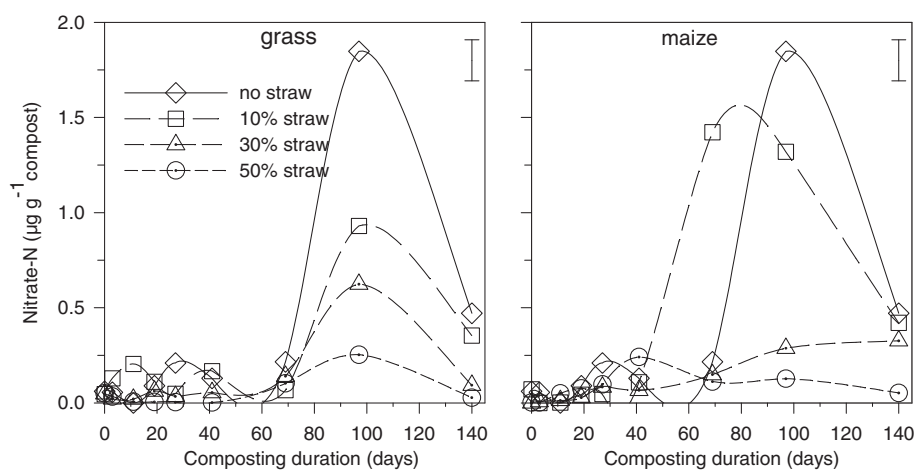 grass
maize
no straw
10% straw
30% straw
50% straw
Nitrate-N (µg g⁻¹ compost)
2.0
1.5
1.0
0.5
0.0
0 20 40 60 80 100 120 140
0 20 40 60 80 100 120 140
Composting duration (days)
Composting duration (days)